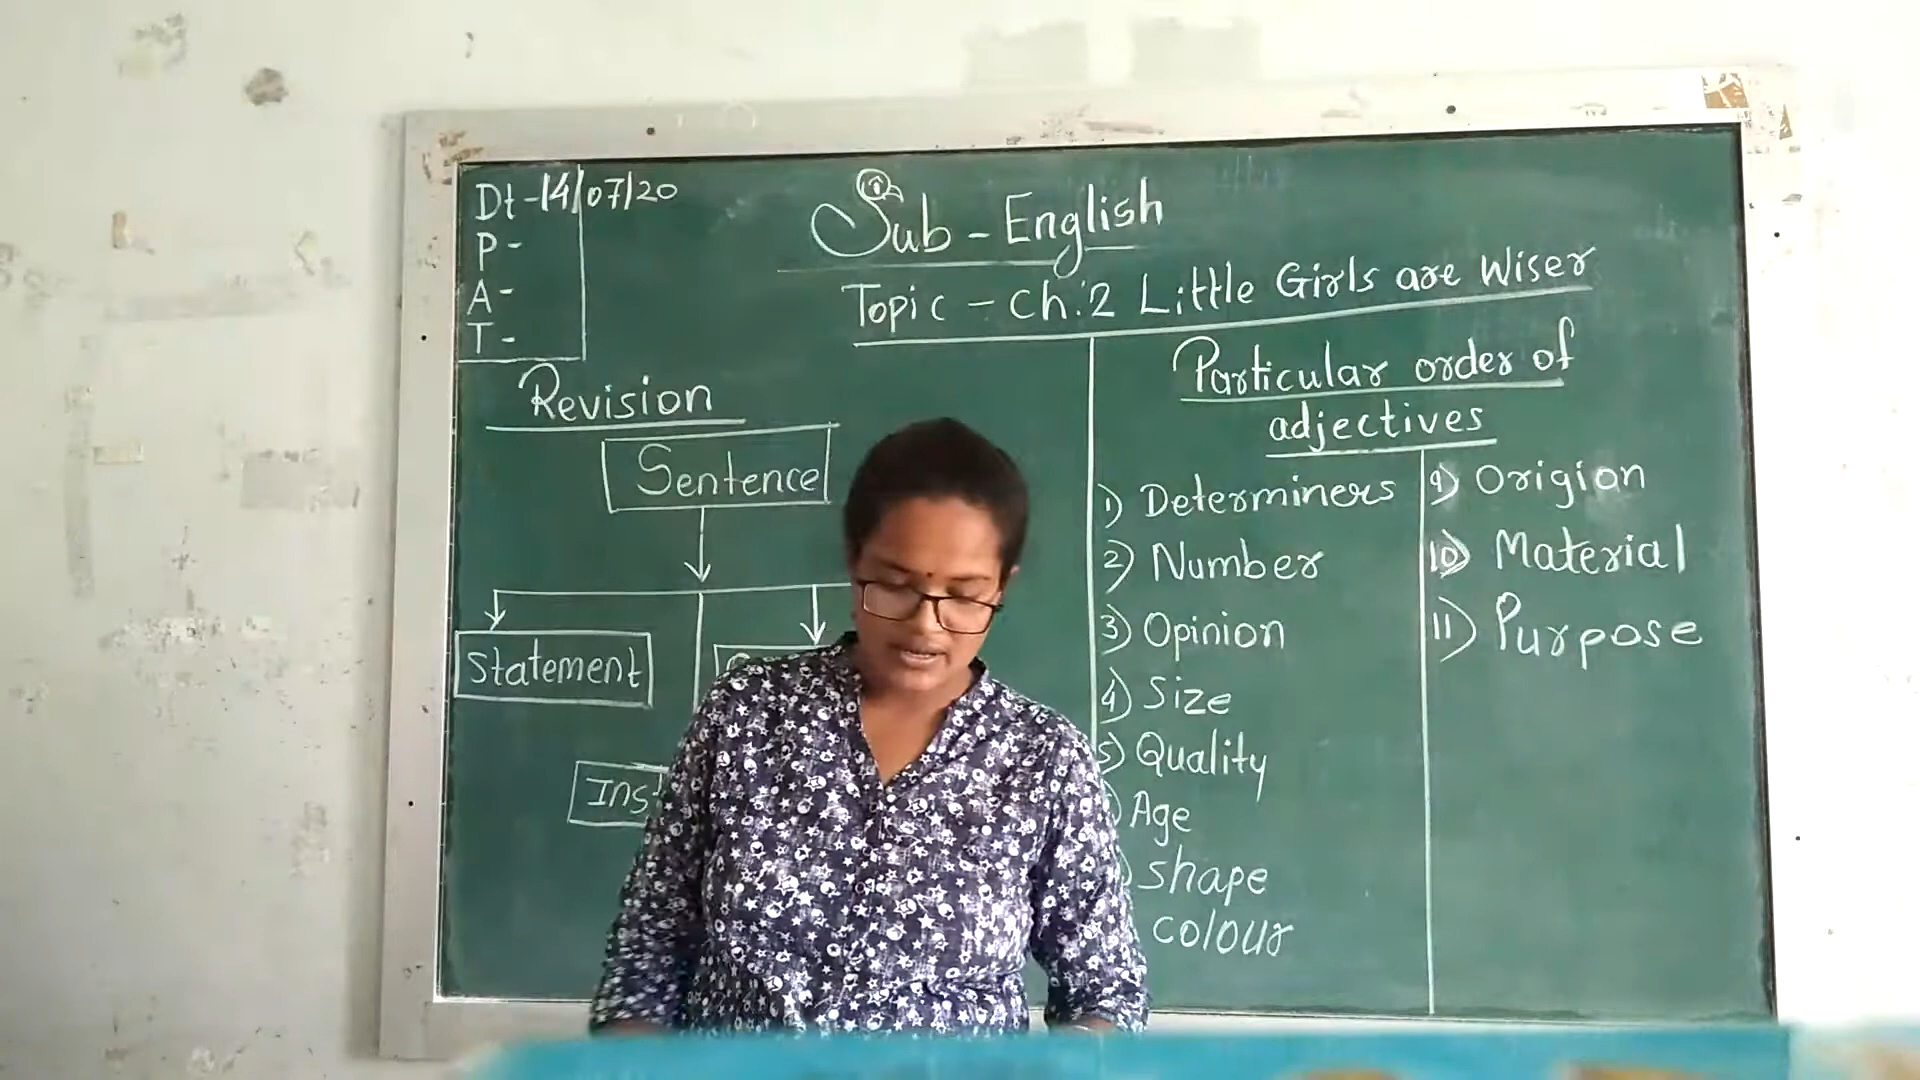 Dt-14/07/20
P-
A-
T-
Sub-English
Topic-Ch:2 Little Girls are Wiser
Revision
Sentence
Statement
Particular order of
adjectives
1) Determiners
2) Number
3) Opinion
4) Size
5) Quality
Age
shape
colour
9) Origion
10) Material
11) Purpose